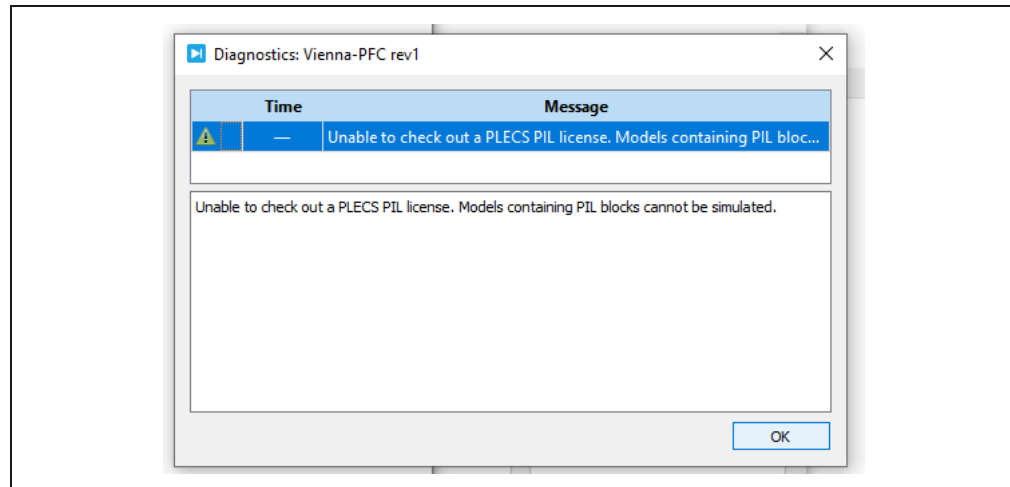 Diagnostics: Vienna-PFC rev1
Time Message
— Unable to check out a PLECS PIL license. Models containing PIL bloc...
Unable to check out a PLECS PIL license. Models containing PIL blocks cannot be simulated.
OK